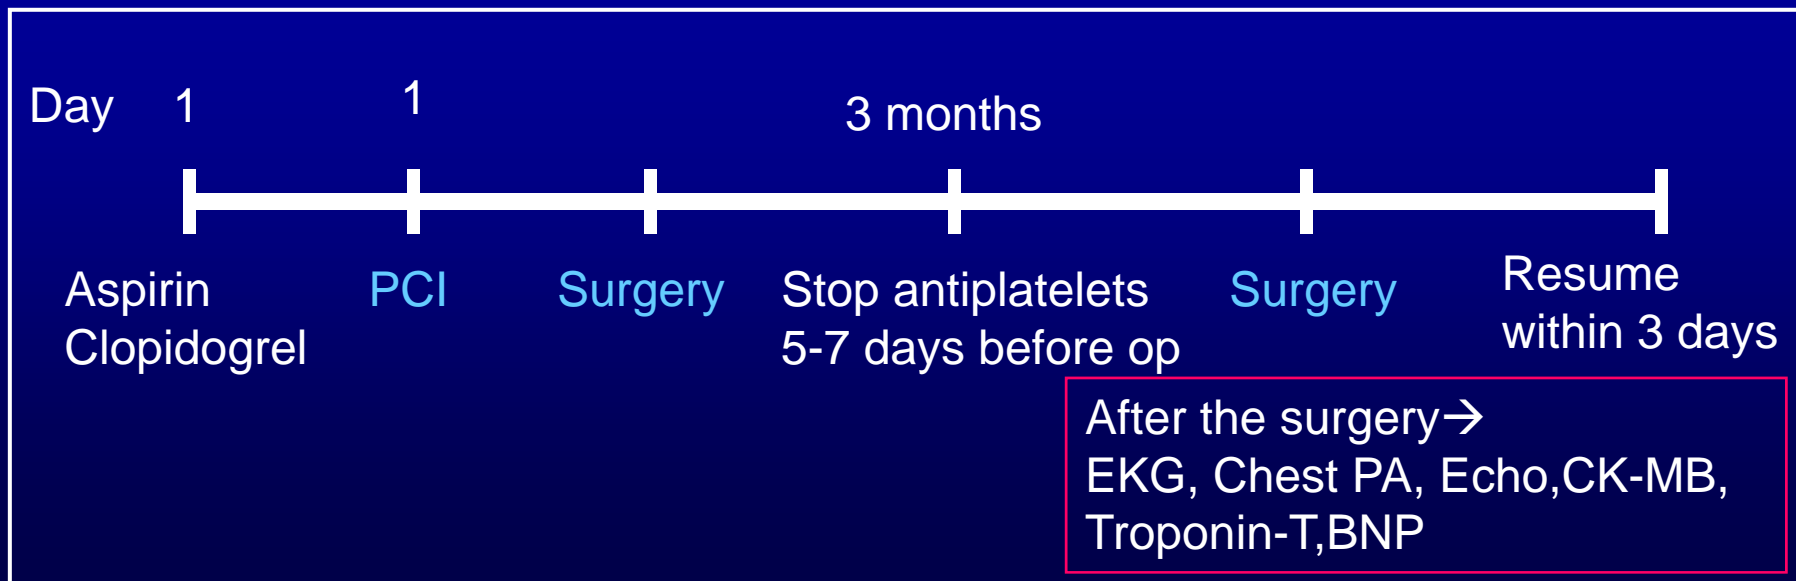 Day 1 1 3 months
Aspirin
Clopidogrel
PCI
Surgery
Stop antiplatelets
5-7 days before op
Surgery
Resume
within 3 days
After the surgery→
EKG, Chest PA, Echo,CK-MB,
Troponin-T,BNP